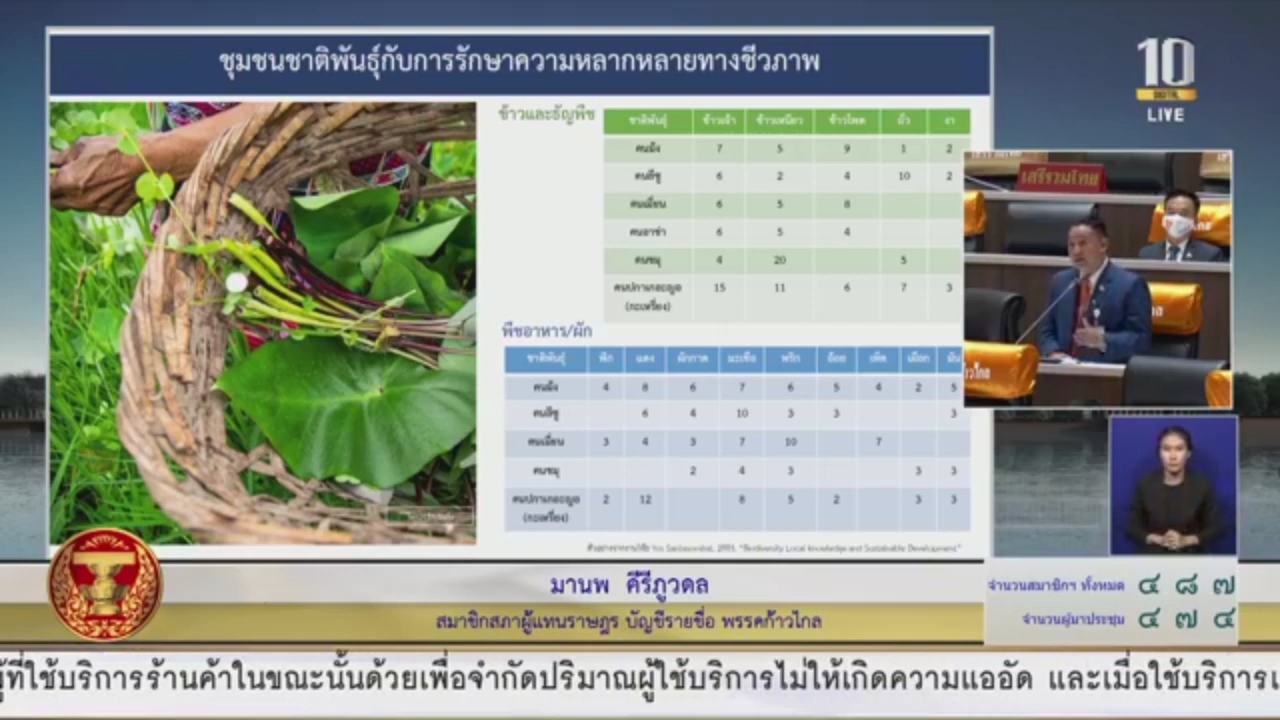 ชุมชนชาติพันธุ์กับการรักษาความหลากหลายทางชีวภาพ
10
DIGITAL
LIVE
ข้าวและธัญพืช
ชาติพันธุ์ ข้าวเจ้า ข้าวเหนียว ข้าวโพด ถั่ว งา
คนม้ง 7 5 9 1 2
คนลีซู 6 2 4 10 2
คนเมี่ยน 6 5 8
คนอาข่า 6 5 4
คนขมุ 4 20 5
คนปกาเกอะญอ 15 11 6 7 3
(กะเหรี่ยง)
พืชอาหาร/ผัก
ชาติพันธุ์ ฟัก แตง ผักกาด มะเขือ พริก อ้อย เผือก มัน
คนม้ง 4 8 6 7 6 5 4 2 5
คนลีซู 6 4 10 3 3 3
คนเมี่ยน 3 4 3 7 10 7
คนขมุ 2 4 3 3 3
คนปกาเกอะญอ 2 12 8 5 2 3 3
(กะเหรี่ยง)
"Biodiversity Local knowledge and Sustainable Development"
เสรีรวมไทย
มานพ คีรีภูวดล
สมาชิกสภาผู้แทนราษฎร บัญชีรายชื่อ พรรคก้าวไกล
จำนวนสมาชิกฯ ทั้งหมด ๔ ๘ ๗
จำนวนผู้มาประชุม ๔ ๗ ๔
ผู้ที่ใช้บริการร้านค้าในขณะนั้นด้วยเพื่อจำกัดปริมาณผู้ใช้บริการไม่ให้เกิดความแออัด และเมื่อใช้บริการ